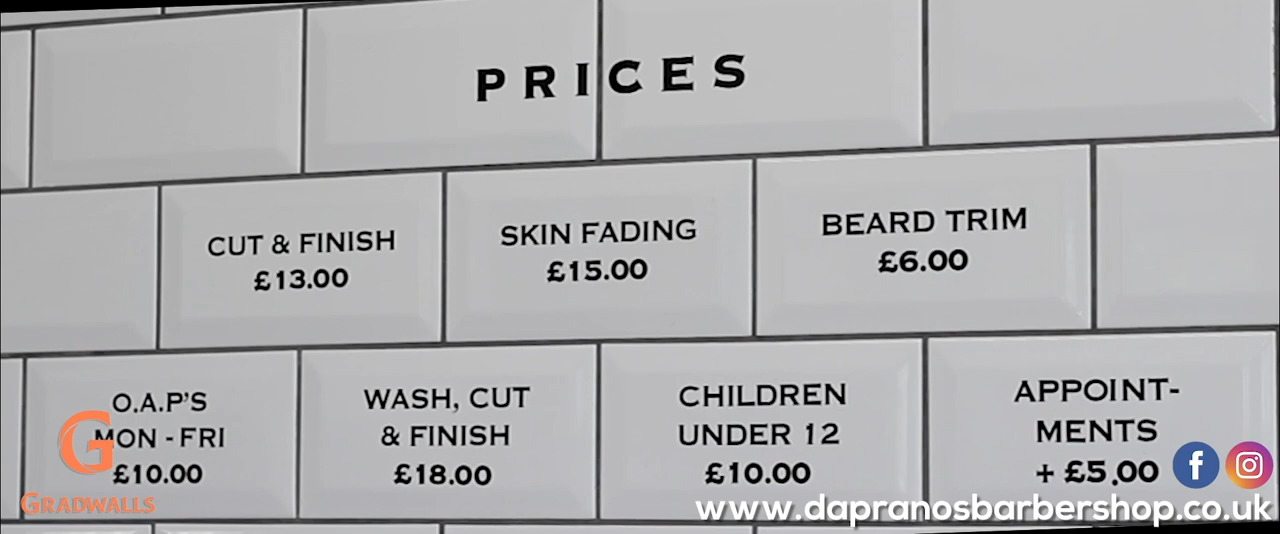 PRICES
CUT & FINISH
£13.00
SKIN FADING
£15.00
BEARD TRIM
£6.00
O.A.P'S
MON - FRI
£10.00
WASH, CUT
& FINISH
£18.00
CHILDREN
UNDER 12
£10.00
APPOINT-
MENTS
+ £5.00
G
GRADWALLS
www.dapranosbarbershop.co.uk